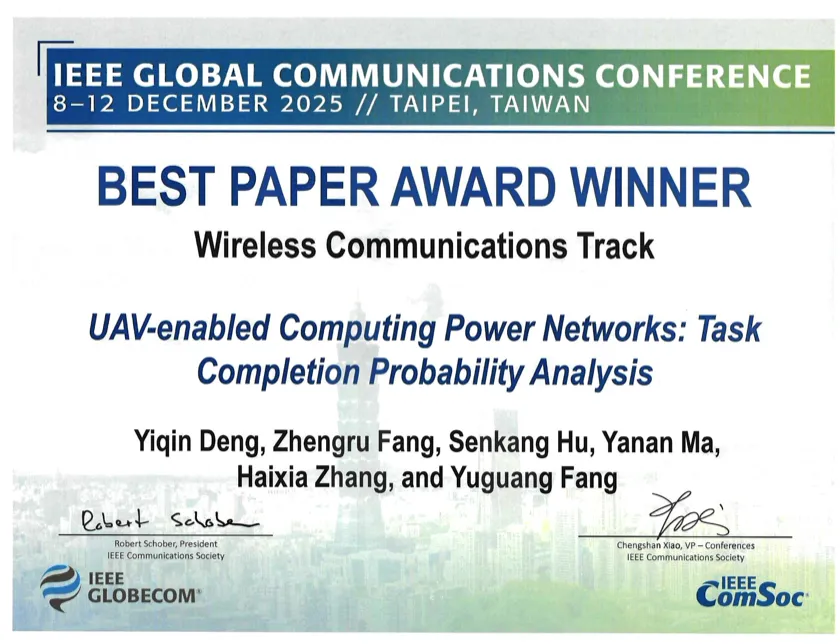 IEEE GLOBAL COMMUNICATIONS CONFERENCE
8–12 DECEMBER 2025 // TAIPEI, TAIWAN
BEST PAPER AWARD WINNER
Wireless Communications Track
UAV-enabled Computing Power Networks: Task
Completion Probability Analysis
Yiqin Deng, Zhengru Fang, Senkang Hu, Yanan Ma,
Haixia Zhang, and Yuguang Fang
Robert Schober
Robert Schober, President
IEEE Communications Society
Chengshan Xiao, VP – Conferences
IEEE Communications Society
IEEE
GLOBECOM®
IEEE
ComSoc®